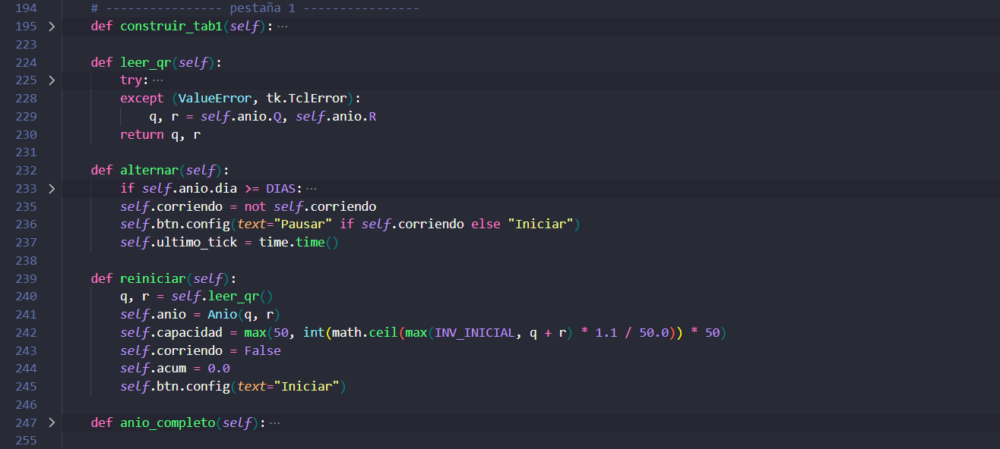 194 # ---------------- pestaña 1 ----------------
195 def construir_tab1(self): ···
223
224 def leer_qr(self):
225 try: ···
228 except (ValueError, tk.TclError):
229 q, r = self.anio.Q, self.anio.R
230 return q, r
231
232 def alternar(self):
233 if self.anio.dia >= DIAS: ···
235 self.corriendo = not self.corriendo
236 self.btn.config(text="Pausar" if self.corriendo else "Iniciar")
237 self.ultimo_tick = time.time()
238
239 def reiniciar(self):
240 q, r = self.leer_qr()
241 self.anio = Anio(q, r)
242 self.capacidad = max(50, int(math.ceil(max(INV_INICIAL, q + r) * 1.1 / 50.0)) * 50)
243 self.corriendo = False
244 self.acum = 0.0
245 self.btn.config(text="Iniciar")
246
247 def anio_completo(self): ···
255